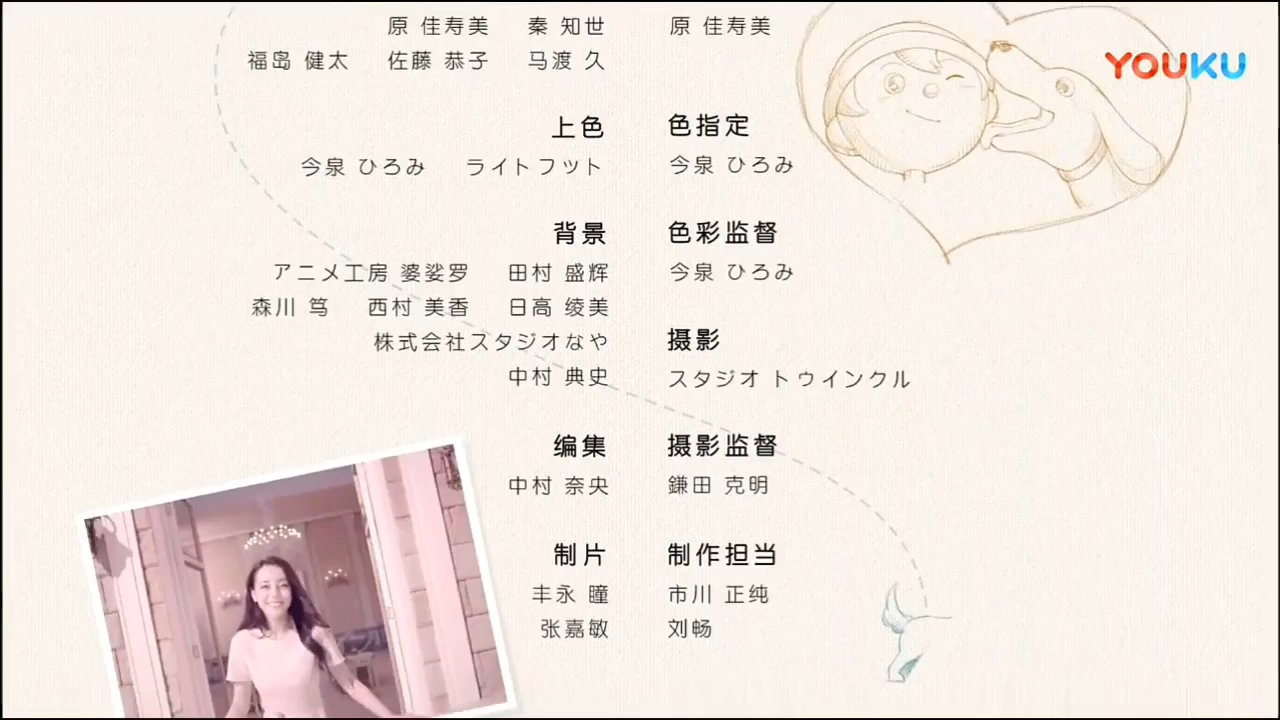 原 佳寿美 秦 知世 原 佳寿美
福岛 健太 佐藤 恭子 马渡 久
YOUKU
上色 色指定
今泉 ひろみ ライトフット 今泉 ひろみ
背景 色彩监督
アニメ工房 婆娑罗 田村 盛辉 今泉 ひろみ
森川 笃 西村 美香 日高 绫美
株式会社スタジオなや 摄影
中村 典史 スタジオ トゥインクル
编集 摄影监督
中村 奈央 鎌田 克明
制片 制作担当
丰永 瞳 市川 正纯
张嘉敏 刘畅